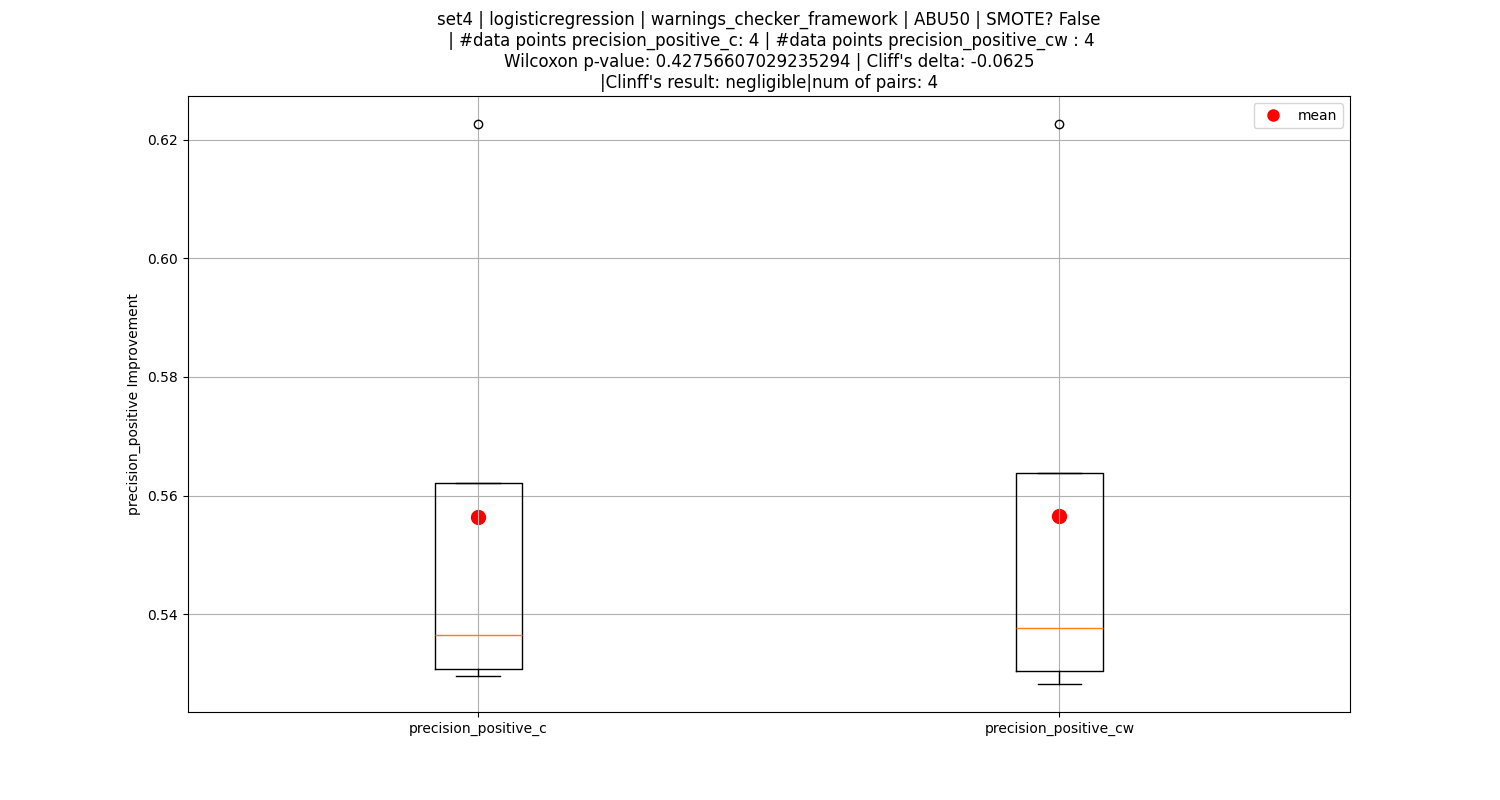 set4 | logisticregression | warnings_checker_framework | ABU50 | SMOTE? False
| #data points precision_positive_c: 4 | #data points precision_positive_cw : 4
Wilcoxon p-value: 0.42756607029235294 | Cliff's delta: -0.0625
|Clinff's result: negligible|num of pairs: 4
mean
0.62
0.60
0.58
0.56
0.54
precision_positive Improvement
precision_positive_c
precision_positive_cw